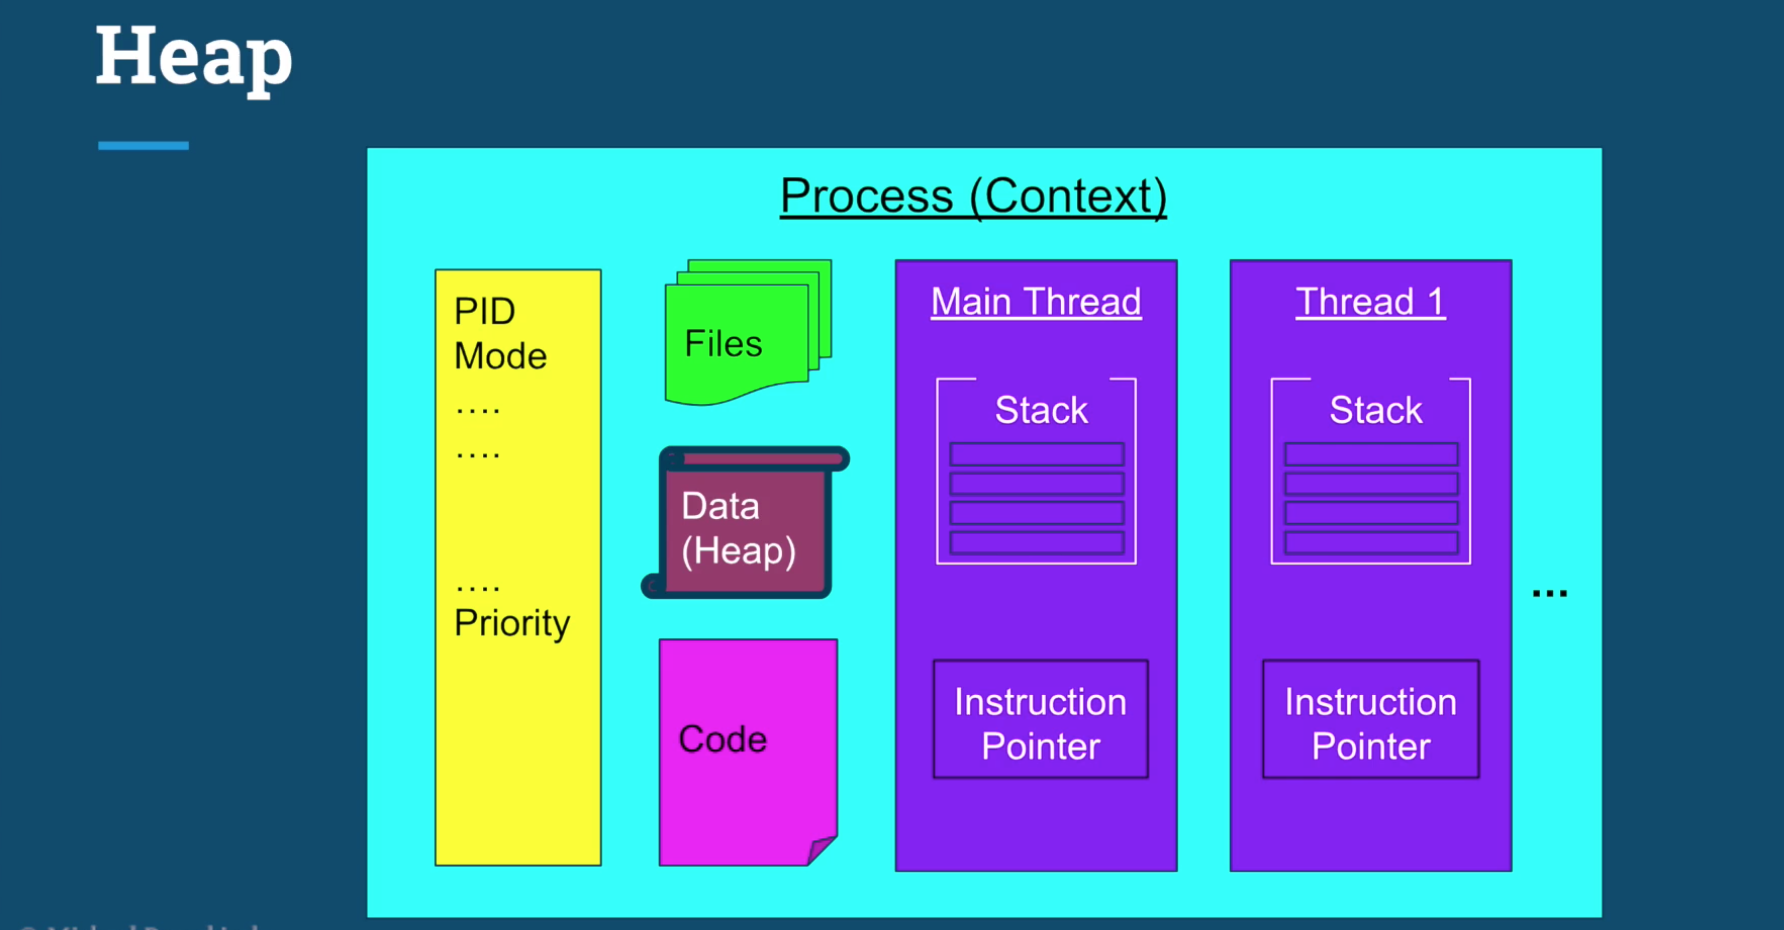 Heap
Process (Context)
PID
Mode
....
....
....
Priority
Files
Data
(Heap)
Code
Main Thread
Stack
Instruction
Pointer
Thread 1
Stack
Instruction
Pointer
...